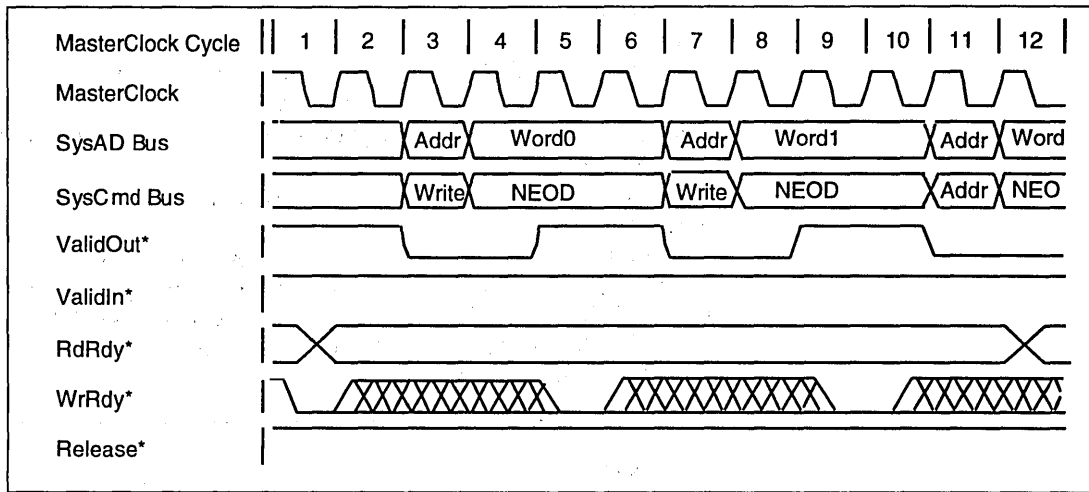 MasterClock Cycle 1 2 3 4 5 6 7 8 9 10 11 12
MasterClock
SysAD Bus Addr Word0 Addr Word1 Addr Word
SysCmd Bus Write NEOD Write NEOD Addr NEO
ValidOut*
ValidIn*
RdRdy*
WrRdy*
Release*